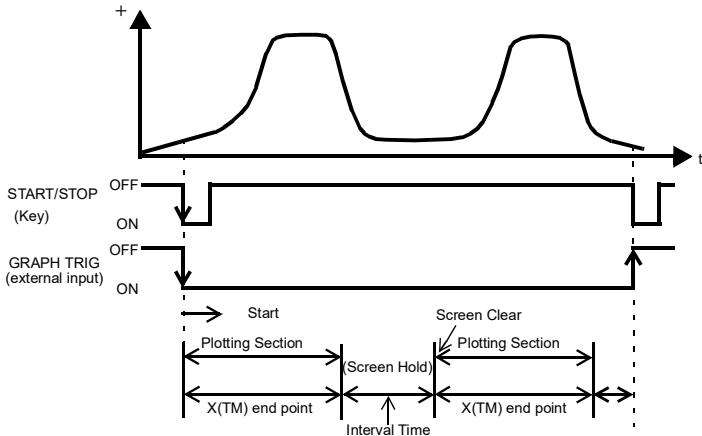 +
t
START/STOP
(Key)
OFF
ON
GRAPH TRIG
(external input)
OFF
ON
Start
Screen Clear
Plotting Section
Plotting Section
(Screen Hold)
X(TM) end point
X(TM) end point
Interval Time